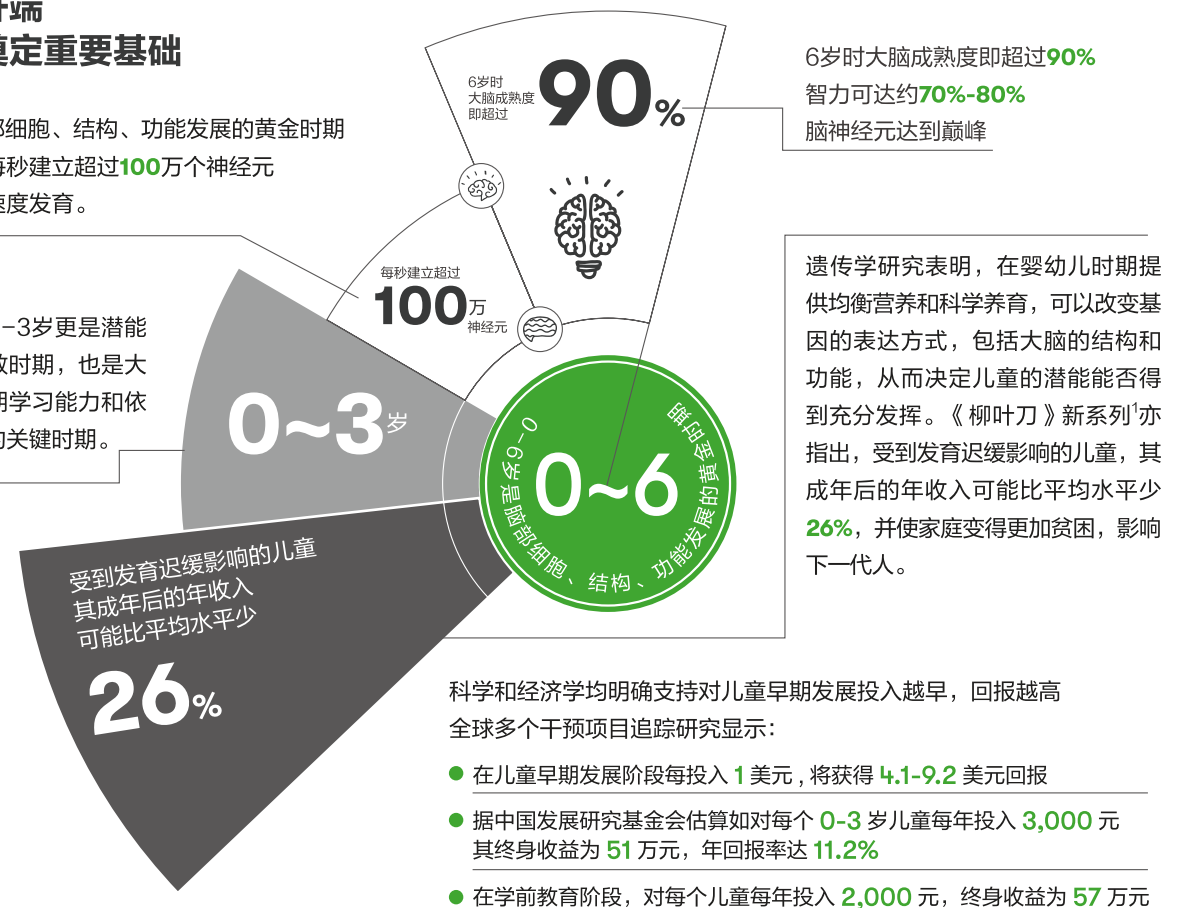 端
奠定重要基础
部细胞、结构、功能发展的黄金时期
每秒建立超过100万个神经元
速度发育。
–3岁更是潜能
时期，也是大
期学习能力和依
的关键时期。
6岁时
大脑成熟度
即超过
90%
每秒建立超过
100万
神经元
0~3岁
0~6
0–6岁是脑部细胞、结构、功能发展的黄金时期
受到发育迟缓影响的儿童
其成年后的年收入
可能比平均水平少
26%
6岁时大脑成熟度即超过90%
智力可达约70%-80%
脑神经元达到巅峰
遗传学研究表明，在婴幼儿时期提
供均衡营养和科学养育，可以改变基
因的表达方式，包括大脑的结构和
功能，从而决定儿童的潜能能否得
到充分发挥。《柳叶刀》新系列¹亦
指出，受到发育迟缓影响的儿童，其
成年后的年收入可能比平均水平少
26%，并使家庭变得更加贫困，影响
下一代人。
科学和经济学均明确支持对儿童早期发展投入越早，回报越高
全球多个干预项目追踪研究显示：
在儿童早期发展阶段每投入 1 美元 , 将获得 4.1-9.2 美元回报
据中国发展研究基金会估算如对每个 0-3 岁儿童每年投入 3,000 元
其终身收益为 51 万元，年回报率达 11.2%
在学前教育阶段，对每个儿童每年投入 2,000 元，终身收益为 57 万元